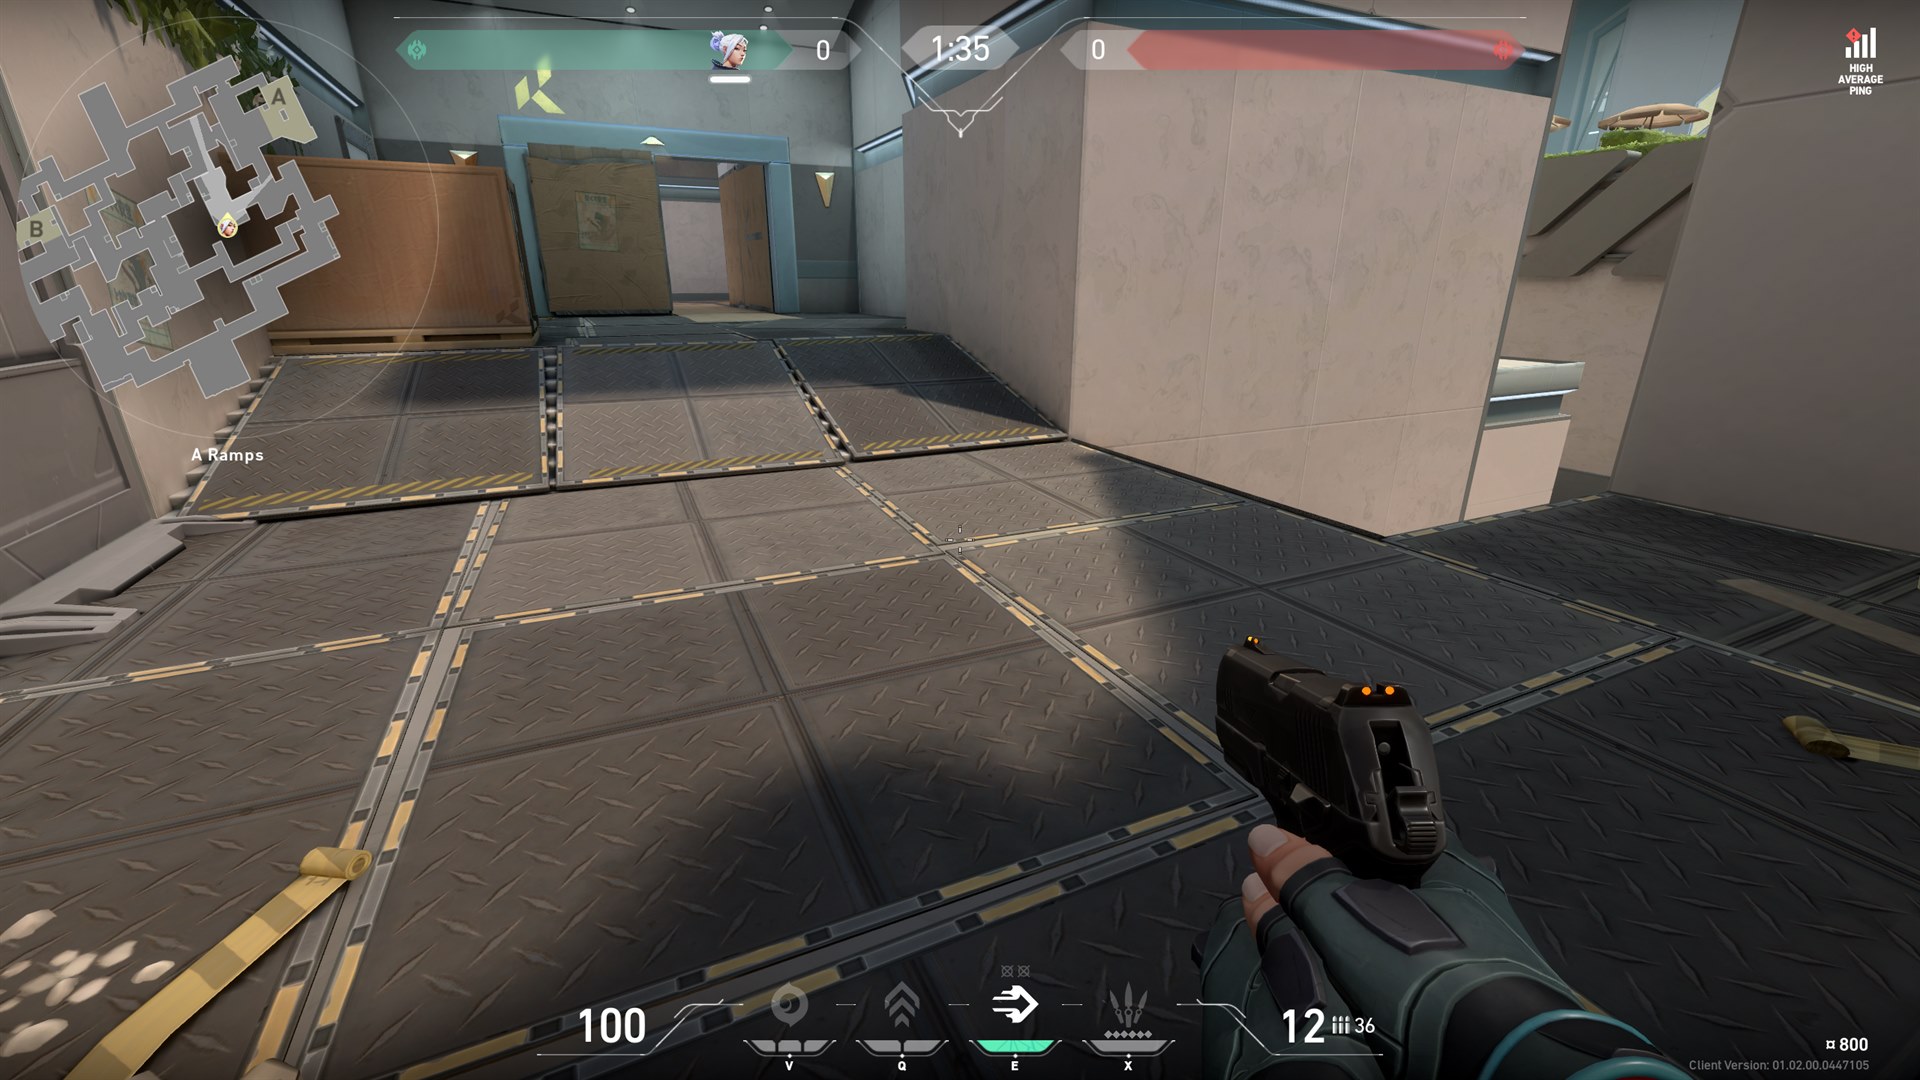 0
1:35
0
HIGH
AVERAGE
PING
A
B
A Ramps
100
12
36
V
Q
E
X
¤ 800
Client Version: 01.02.00.0447105